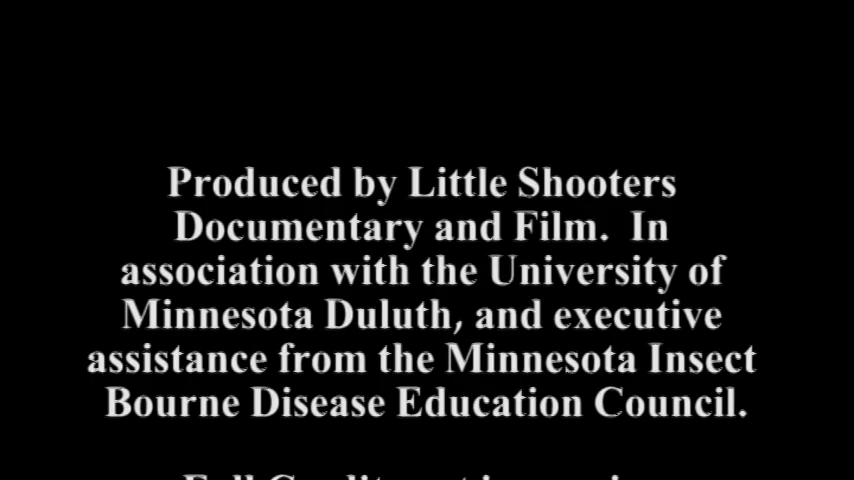 Produced by Little Shooters
Documentary and Film.  In
association with the University of
Minnesota Duluth, and executive
assistance from the Minnesota Insect
Bourne Disease Education Council.